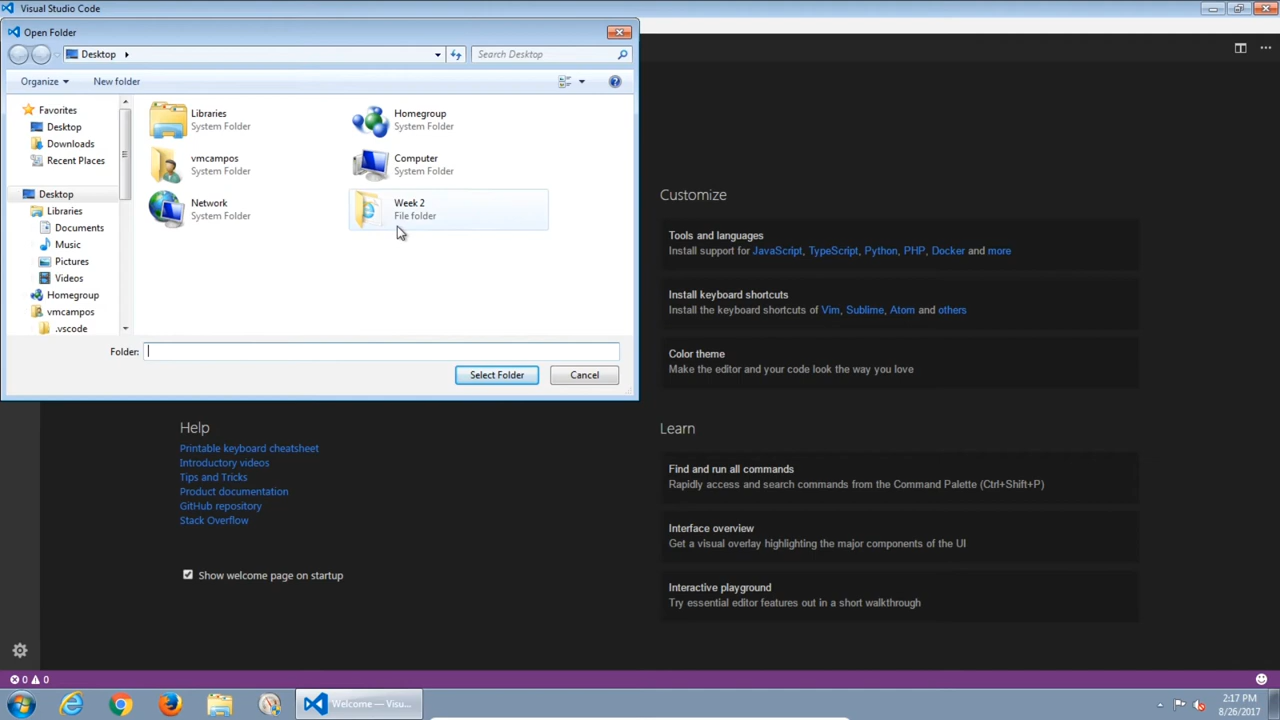 Visual Studio Code
Open Folder
Desktop
Search Desktop
Organize
New folder
Favorites
Desktop
Downloads
Recent Places
Desktop
Libraries
Documents
Music
Pictures
Videos
Homegroup
vmcampos
.vscode
Libraries
System Folder
Homegroup
System Folder
vmcampos
System Folder
Computer
System Folder
Network
System Folder
Week 2
File folder
Folder:
Select Folder
Cancel
Customize
Tools and languages
Install support for JavaScript, TypeScript, Python, PHP, Docker and more
Install keyboard shortcuts
Install the keyboard shortcuts of Vim, Sublime, Atom and others
Color theme
Make the editor and your code look the way you love
Help
Printable keyboard cheatsheet
Introductory videos
Tips and Tricks
Product documentation
GitHub repository
Stack Overflow
Show welcome page on startup
Learn
Find and run all commands
Rapidly access and search commands from the Command Palette (Ctrl+Shift+P)
Interface overview
Get a visual overlay highlighting the major components of the UI
Interactive playground
Try essential editor features out in a short walkthrough
0 0
Welcome — Visu...
2:17 PM
8/26/2017